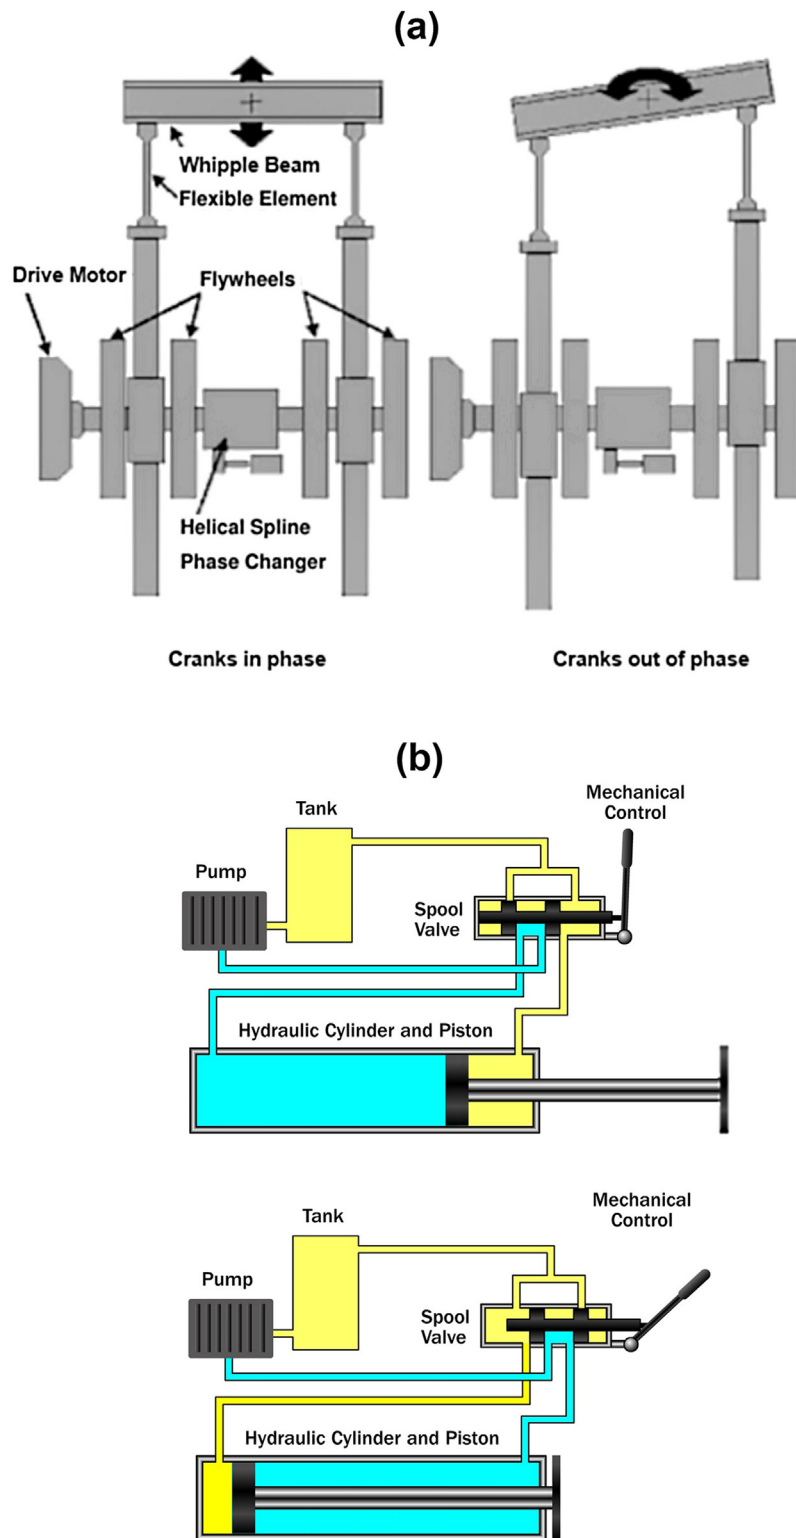 (a)
Whipple Beam
Flexible Element
Drive Motor
Flywheels
Helical Spline
Phase Changer
Cranks in phase
Cranks out of phase
(b)
Mechanical
Control
Tank
Pump
Spool
Valve
Hydraulic Cylinder and Piston
Mechanical
Control
Tank
Pump
Spool
Valve
Hydraulic Cylinder and Piston